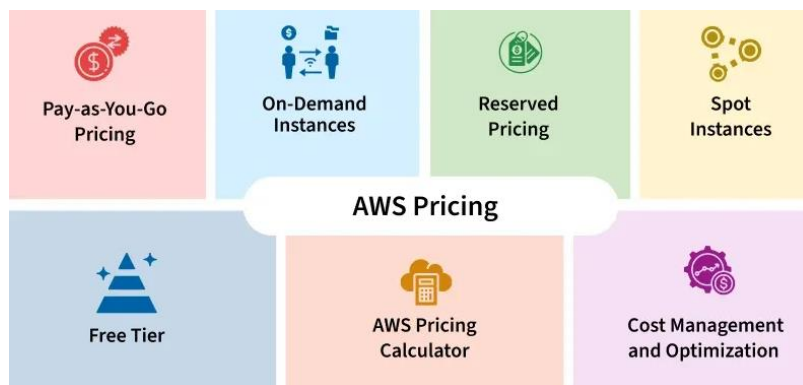 Pay-as-You-Go
Pricing
On-Demand
Instances
Reserved
Pricing
Spot
Instances
AWS Pricing
Free Tier
AWS Pricing
Calculator
Cost Management
and Optimization